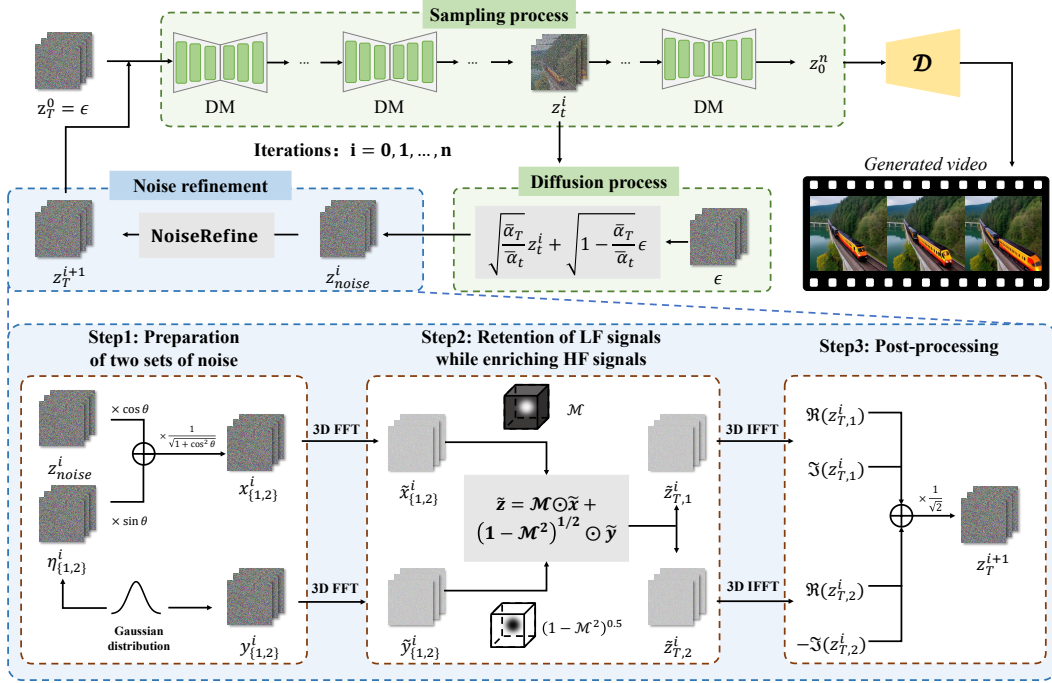 Sampling process
z_T^0 = ϵ
DM
...
DM
...
z_t^i
...
DM
z_0^n
𝓓
Iterations: i = 0, 1, ..., n
Generated video
Noise refinement
z_T^{i+1}
NoiseRefine
z_{noise}^i
Diffusion process
√(ᾱ_T/ᾱ_t) z_t^i + √(1 − ᾱ_T/ᾱ_t) ϵ
ϵ
Step1: Preparation
of two sets of noise
z_{noise}^i
× cos θ
× sin θ
η_{1,2}^i
× 1/√(1 + cos² θ)
x_{1,2}^i
Gaussian
distribution
y_{1,2}^i
3D FFT
3D FFT
Step2: Retention of LF signals
while enriching HF signals
x̃_{1,2}^i
ỹ_{1,2}^i
ℳ
z̃ = ℳ⊙x̃ +
(1 − ℳ²)^{1/2} ⊙ ỹ
(1 − ℳ²)^{0.5}
z̃_{T,1}^i
z̃_{T,2}^i
3D IFFT
3D IFFT
Step3: Post-processing
ℜ(z_{T,1}^i)
ℑ(z_{T,1}^i)
ℜ(z_{T,2}^i)
−ℑ(z_{T,2}^i)
× 1/√2
z_T^{i+1}